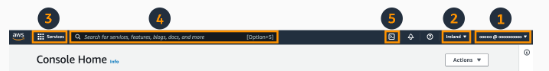 3 4 5 2 1
aws Services Search for services, features, blogs, docs, and more [Option+S] Ireland
Console Home Info Actions